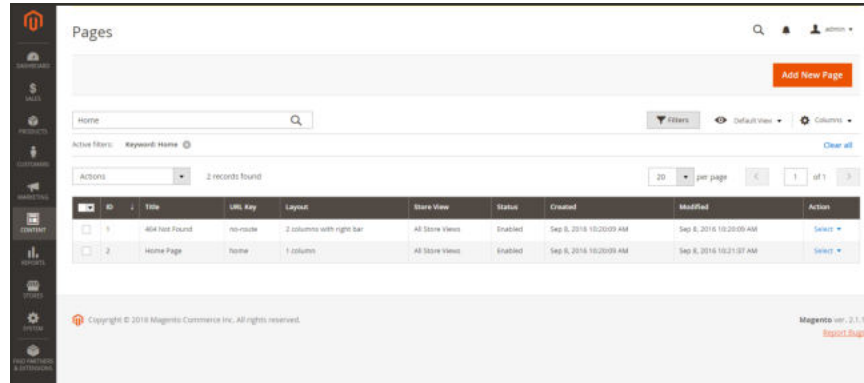 Pages
admin
DASHBOARD
SALES
PRODUCTS
CUSTOMERS
MARKETING
CONTENT
REPORTS
STORES
SYSTEM
FIND PARTNERS
& EXTENSIONS
Add New Page
Home
Filters
Default View
Columns
Active filters: Keyword: Home
Clear all
Actions
2 records found
20 per page 1 of 1
ID Title URL Key Layout Store View Status Created Modified Action
1 404 Not Found no-route 2 columns with right bar All Store Views Enabled Sep 8, 2016 10:20:09 AM Sep 8, 2016 10:20:09 AM Select
2 Home Page home 1 column All Store Views Enabled Sep 8, 2016 10:20:09 AM Sep 8, 2016 10:21:37 AM Select
Copyright © 2016 Magento Commerce Inc. All rights reserved.
Magento ver. 2.1.1
Report Bugs